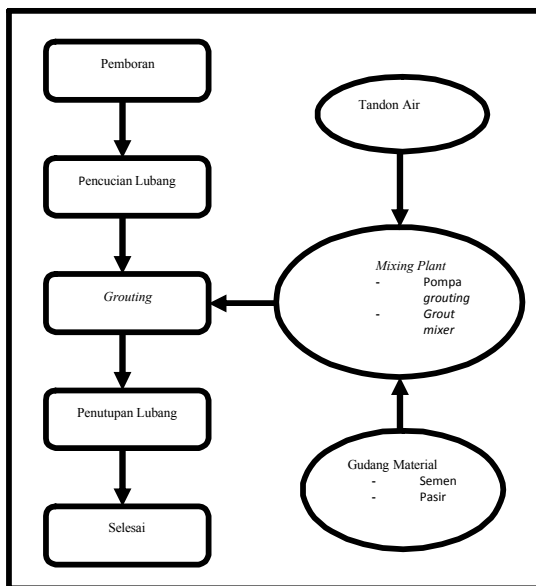 Pemboran
Pencucian Lubang
Grouting
Penutupan Lubang
Selesai
Tandon Air
Mixing Plant
- Pompa
grouting
- Grout
mixer
Gudang Material
- Semen
- Pasir